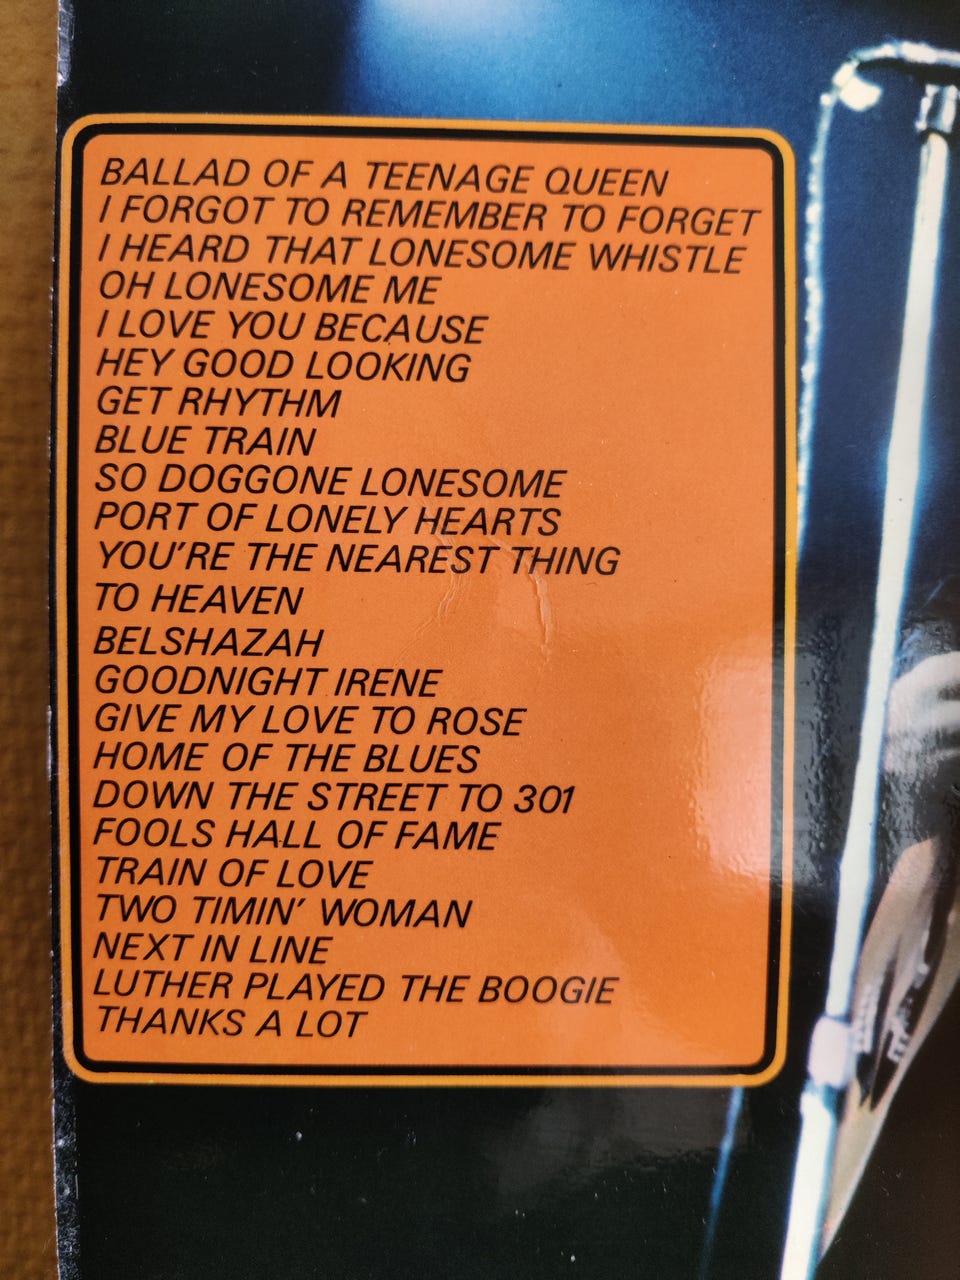 BALLAD OF A TEENAGE QUEEN
I FORGOT TO REMEMBER TO FORGET
I HEARD THAT LONESOME WHISTLE
OH LONESOME ME
I LOVE YOU BECAUSE
HEY GOOD LOOKING
GET RHYTHM
BLUE TRAIN
SO DOGGONE LONESOME
PORT OF LONELY HEARTS
YOU'RE THE NEAREST THING
TO HEAVEN
BELSHAZAH
GOODNIGHT IRENE
GIVE MY LOVE TO ROSE
HOME OF THE BLUES
DOWN THE STREET TO 301
FOOLS HALL OF FAME
TRAIN OF LOVE
TWO TIMIN' WOMAN
NEXT IN LINE
LUTHER PLAYED THE BOOGIE
THANKS A LOT